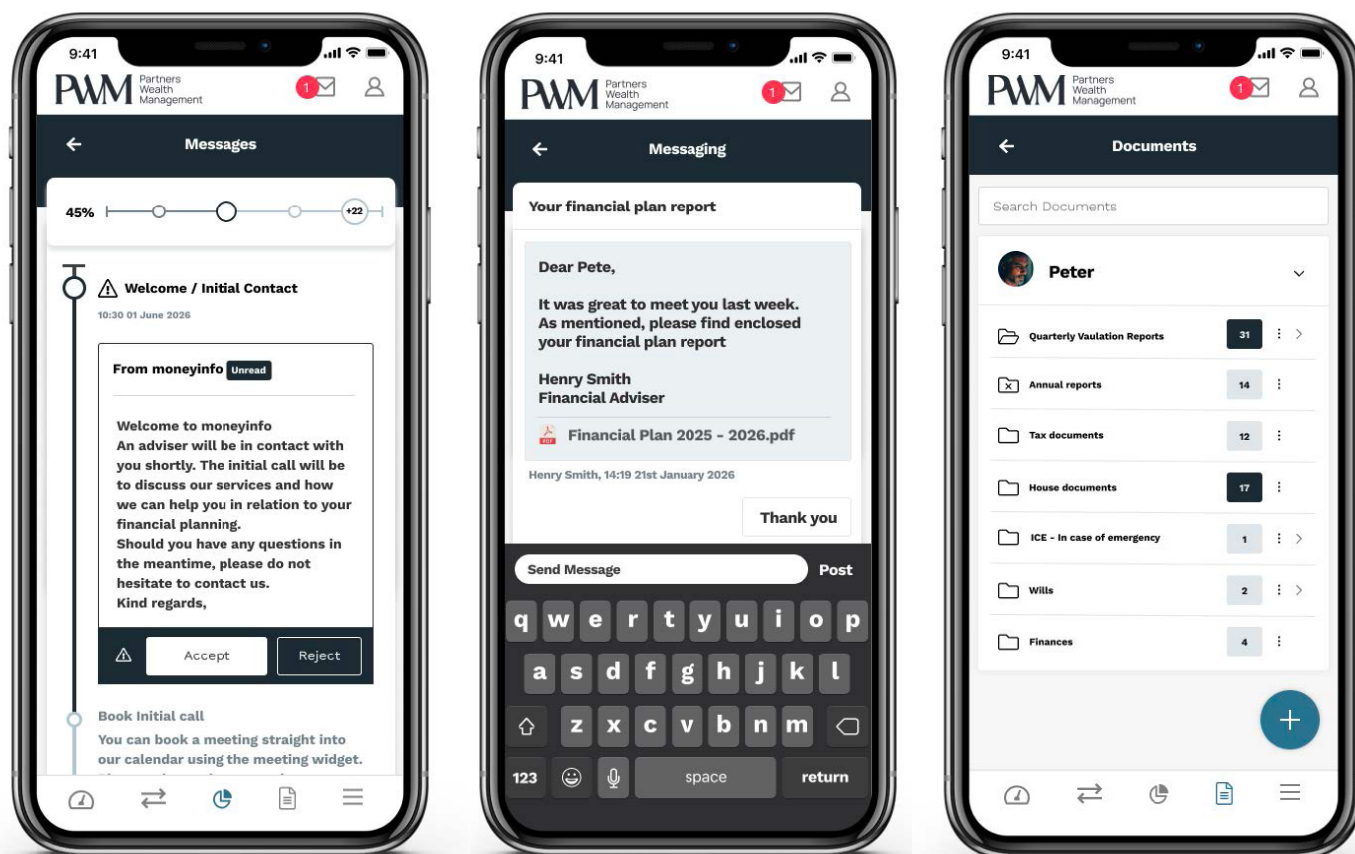 9:41
PWM Partners
Wealth
Management
1
Messages
45%
+22
Welcome / Initial Contact
10:30 01 June 2026
From moneyinfo Unread
Welcome to moneyinfo
An adviser will be in contact with
you shortly. The initial call will be
to discuss our services and how
we can help you in relation to your
financial planning.
Should you have any questions in
the meantime, please do not
hesitate to contact us.
Kind regards,
Accept Reject
Book Initial call
You can book a meeting straight into
our calendar using the meeting widget.
9:41
PWM Partners
Wealth
Management
1
Messaging
Your financial plan report
Dear Pete,
It was great to meet you last week.
As mentioned, please find enclosed
your financial plan report
Henry Smith
Financial Adviser
PDF Financial Plan 2025 - 2026.pdf
Henry Smith, 14:19 21st January 2026
Thank you
Send Message Post
q w e r t y u i o p
a s d f g h j k l
z x c v b n m
123 space return
9:41
PWM Partners
Wealth
Management
1
Documents
Search Documents
Peter
Quarterly Vaulation Reports 31
Annual reports 14
Tax documents 12
House documents 17
ICE - In case of emergency 1
Wills 2
Finances 4